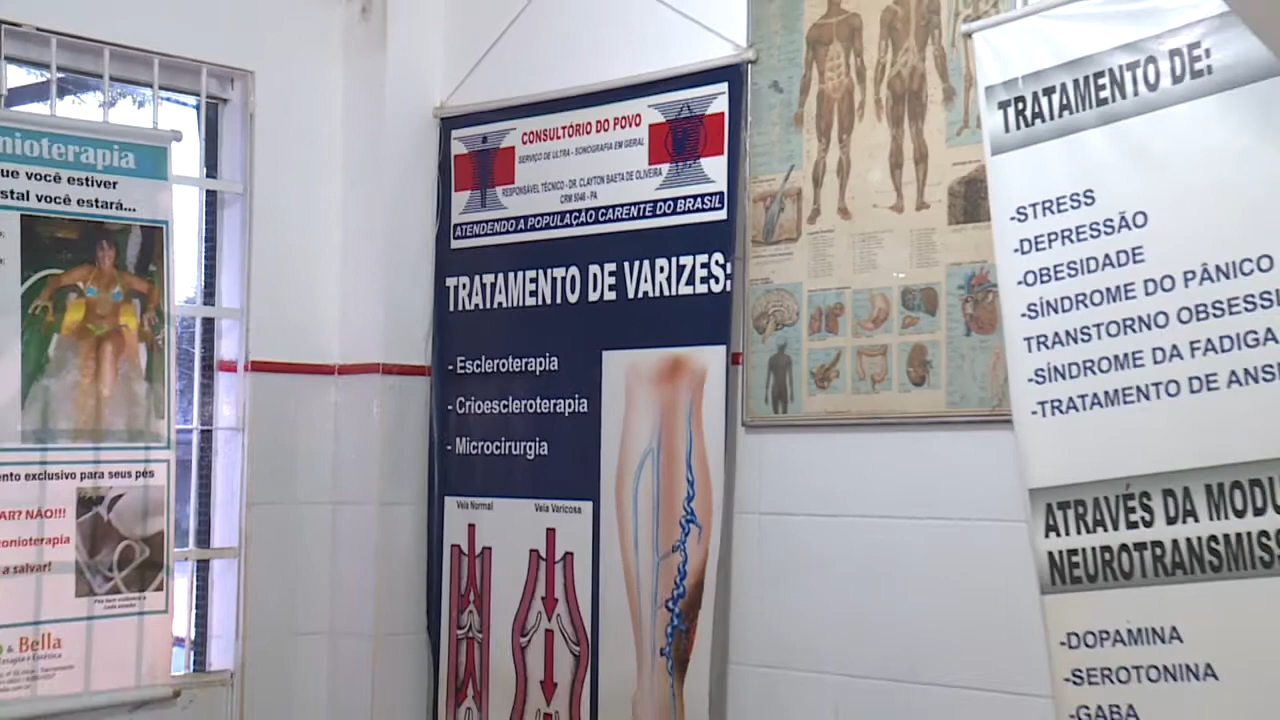 nioterapia
ue você estiver
stal você estará...
nto exclusivo para seus pés
AR? NÃO!!!
onioterapia
a salvar!
& Bella
CONSULTÓRIO DO POVO
SERVIÇO DE ULTRA - SONOGRAFIA EM GERAL
RESPONSÁVEL TÉCNICO - DR. CLAYTON BAETA DE OLIVEIRA
CRM 5046 - PA
ATENDENDO A POPULAÇÃO CARENTE DO BRASIL
TRATAMENTO DE VARIZES:
- Escleroterapia
- Crioescleroterapia
- Microcirurgia
Veia Normal
Veia Varicosa
TRATAMENTO DE:
-STRESS
-DEPRESSÃO
-OBESIDADE
-SÍNDROME DO PÂNICO
TRANSTORNO OBSESSI
-SÍNDROME DA FADIGA
-TRATAMENTO DE ANSI
ATRAVÉS DA MODU
NEUROTRANSMISS
-DOPAMINA
-SEROTONINA
-GABA